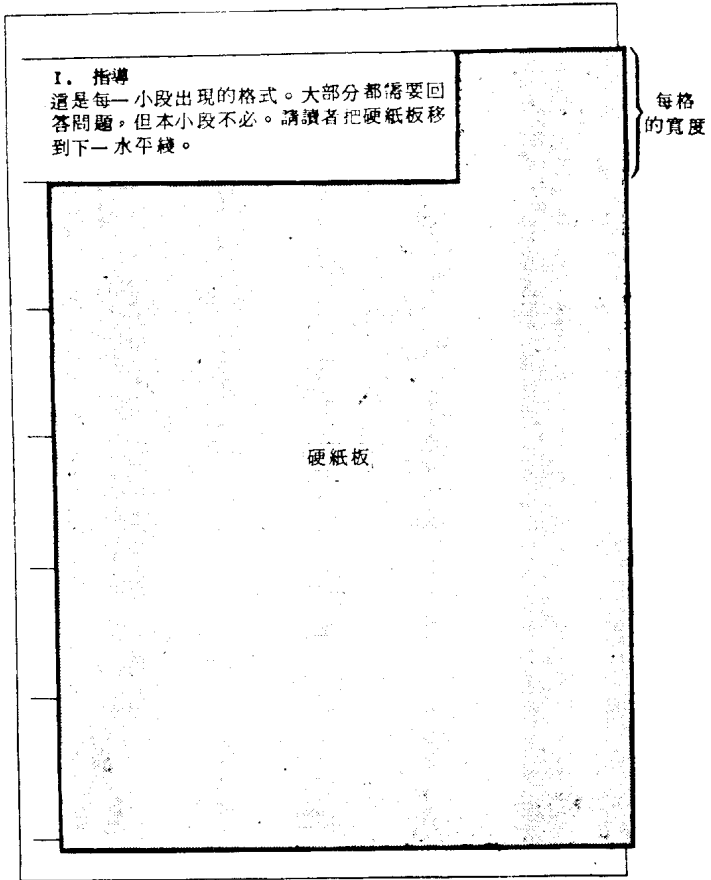 I. 指導
這是每一小段出現的格式。大部分都需要回
答問題，但本小段不必。請讀者把硬紙板移
到下一水平綫。
每格
的寬度
硬紙板